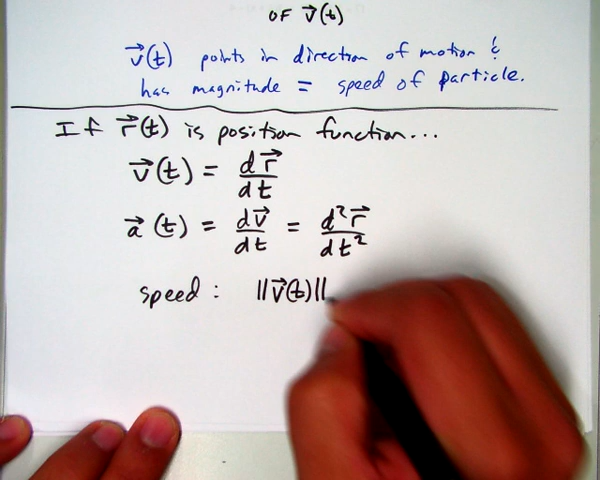 OF v⃗(t)
v⃗(t) points in direction of motion &
has magnitude = speed of particle.
If r⃗(t) is position function...
v⃗(t) = dr⃗/dt
a⃗(t) = dv⃗/dt = d²r⃗/dt²
speed: ||v⃗(t)||